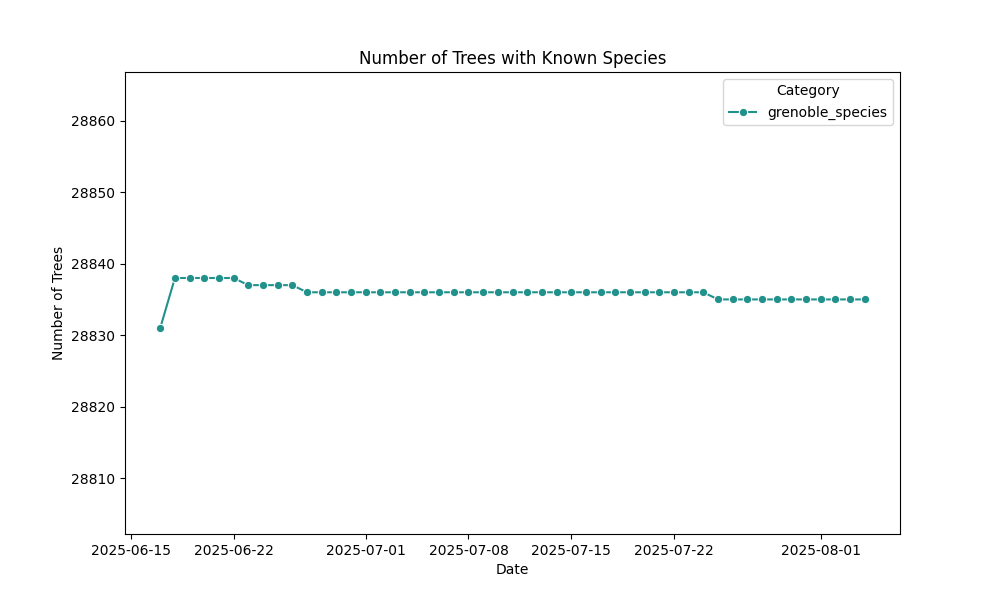 Number of Trees with Known Species
Category
grenoble_species
Number of Trees
28860
28850
28840
28830
28820
28810
2025-06-15
2025-06-22
2025-07-01
2025-07-08
2025-07-15
2025-07-22
2025-08-01
Date